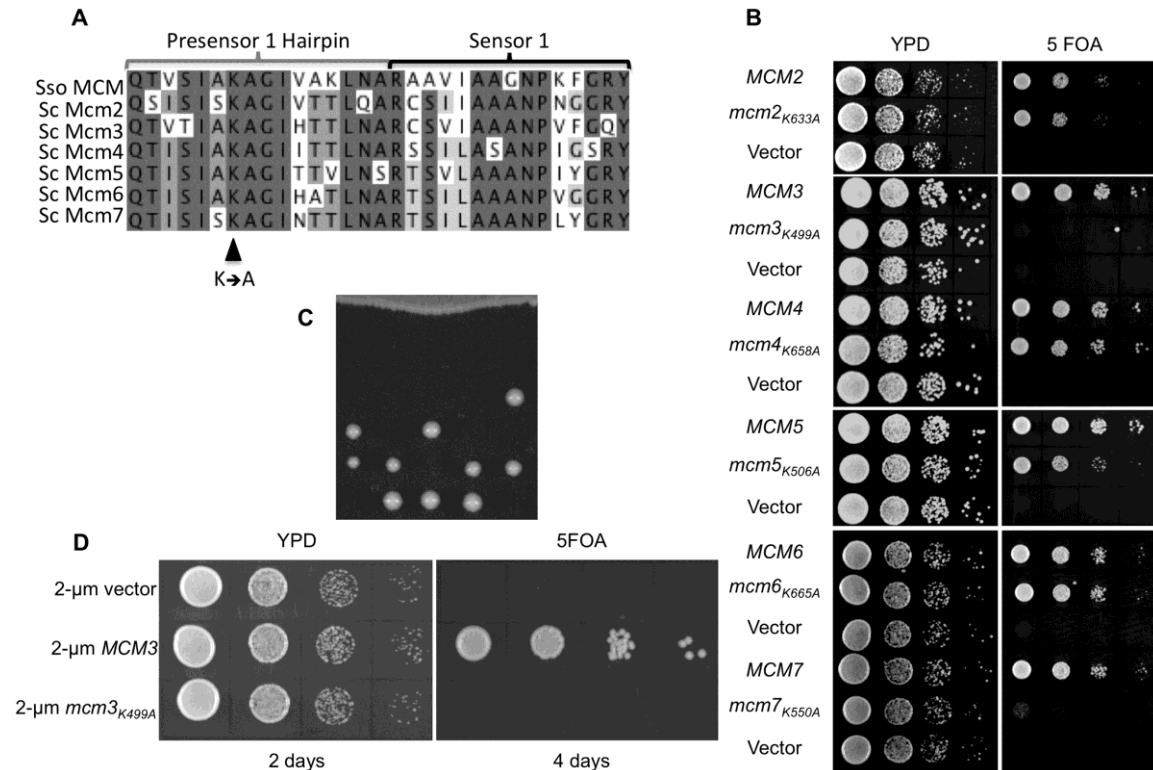 A
Presensor 1 Hairpin Sensor 1
Sso MCM QTVSIAKAGIVAKLNARAAVIAAGNPKFGRY
Sc Mcm2 QSISISKAGIVTTLQARCSIIAAANPNGGRY
Sc Mcm3 QTVTIAKAGIHTTLNARCSVIAAANPVFGQY
Sc Mcm4 QTISIAKAGIITTLNARSSILASANPIGSRY
Sc Mcm5 QTISIAKAGITTVLNSRTSVLAAANPIYGRY
Sc Mcm6 QTISIAKAGIHATLNARTSILAAANPVGGRY
Sc Mcm7 QTISISKAGINTTLNARTSILAAANPLYGRY
K→A
B
YPD 5 FOA
MCM2
mcm2K633A
Vector
MCM3
mcm3K499A
Vector
MCM4
mcm4K658A
Vector
MCM5
mcm5K506A
Vector
MCM6
mcm6K665A
Vector
MCM7
mcm7K550A
Vector
C
D
YPD 5FOA
2-μm vector
2-μm MCM3
2-μm mcm3K499A
2 days 4 days